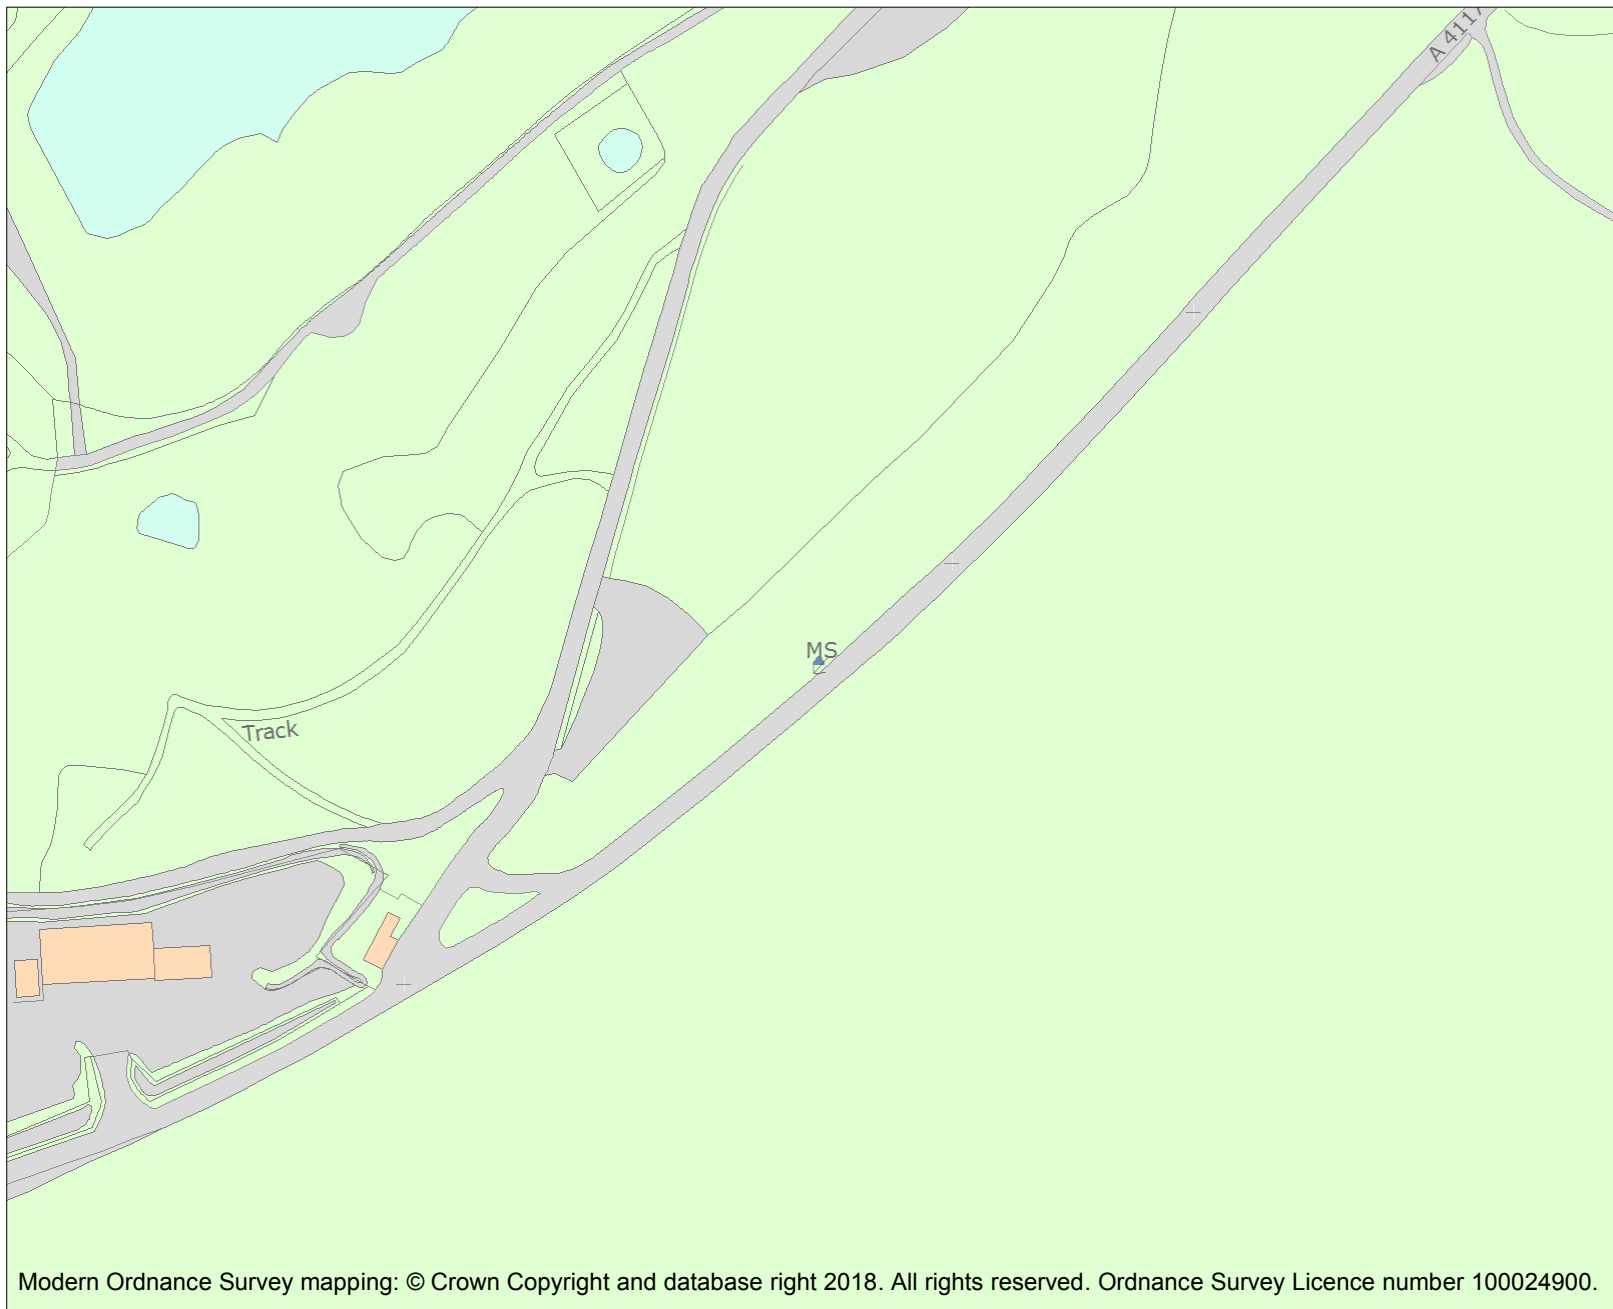 A 4117
MS
Track
Modern Ordnance Survey mapping: © Crown Copyright and database right 2018. All rights reserved. Ordnance Survey Licence number 100024900.